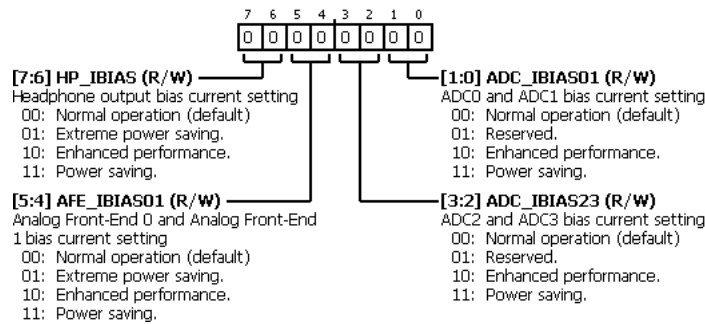 7 6 5 4 3 2 1 0
0 0 0 0 0 0 0 0
[7:6] HP_IBIAS (R/W)
Headphone output bias current setting
00: Normal operation (default)
01: Extreme power saving.
10: Enhanced performance.
11: Power saving.
[5:4] AFE_IBIAS01 (R/W)
Analog Front-End 0 and Analog Front-End
1 bias current setting
00: Normal operation (default)
01: Extreme power saving.
10: Enhanced performance.
11: Power saving.
[1:0] ADC_IBIAS01 (R/W)
ADC0 and ADC1 bias current setting
00: Normal operation (default)
01: Reserved.
10: Enhanced performance.
11: Power saving.
[3:2] ADC_IBIAS23 (R/W)
ADC2 and ADC3 bias current setting
00: Normal operation (default)
01: Reserved.
10: Enhanced performance.
11: Power saving.